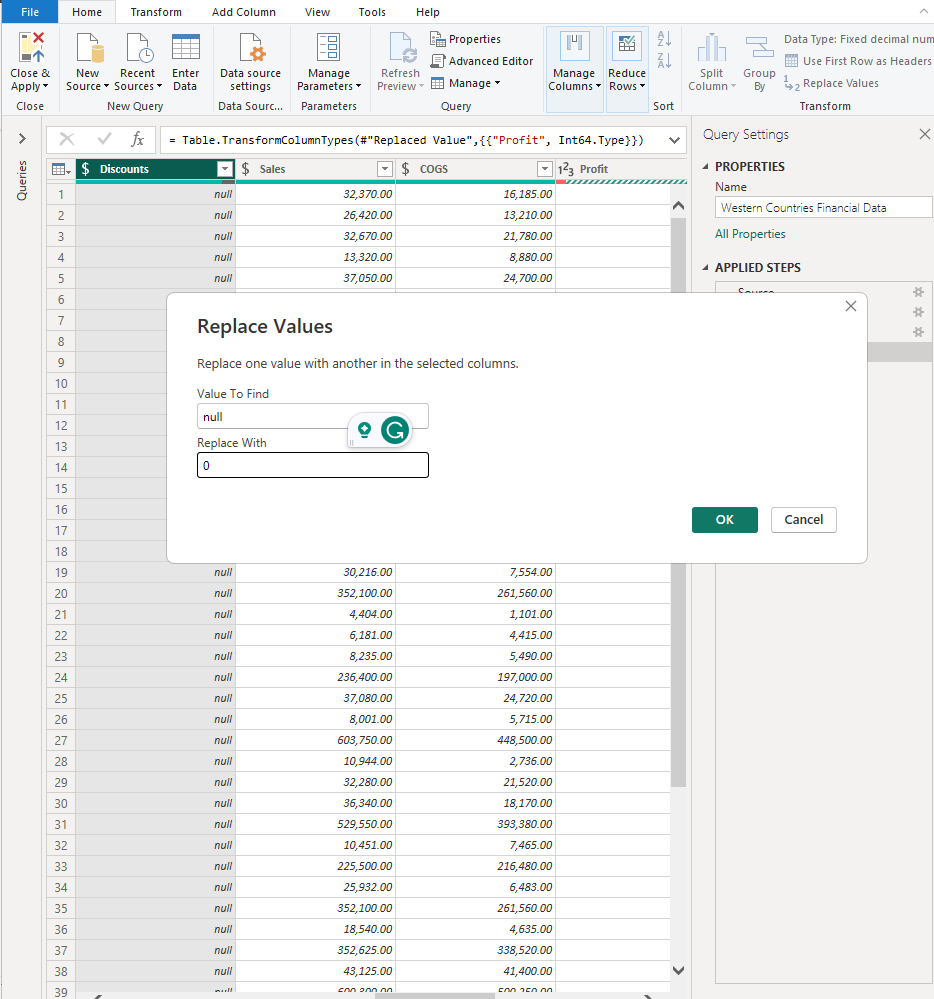 File Home Transform Add Column View Tools Help
Close & Apply
New Source
Recent Sources
Enter Data
Data source settings
Manage Parameters
Refresh Preview
Properties
Advanced Editor
Manage
Manage Columns
Reduce Rows
Split Column
Group By
Data Type: Fixed decimal num
Use First Row as Headers
Replace Values
Close New Query Data Sourc... Parameters Query Sort Transform
Queries
fx = Table.TransformColumnTypes(#"Replaced Value",{{"Profit", Int64.Type}})
$ Discounts $ Sales $ COGS 123 Profit
1 null 32,370.00 16,185.00
2 null 26,420.00 13,210.00
3 null 32,670.00 21,780.00
4 null 13,320.00 8,880.00
5 null 37,050.00 24,700.00
6
7
8
9
10
11
12
13
14
15
16
17
18
19 null 30,216.00 7,554.00
20 null 352,100.00 261,560.00
21 null 4,404.00 1,101.00
22 null 6,181.00 4,415.00
23 null 8,235.00 5,490.00
24 null 236,400.00 197,000.00
25 null 37,080.00 24,720.00
26 null 8,001.00 5,715.00
27 null 603,750.00 448,500.00
28 null 10,944.00 2,736.00
29 null 32,280.00 21,520.00
30 null 36,340.00 18,170.00
31 null 529,550.00 393,380.00
32 null 10,451.00 7,465.00
33 null 225,500.00 216,480.00
34 null 25,932.00 6,483.00
35 null 352,100.00 261,560.00
36 null 18,540.00 4,635.00
37 null 352,625.00 338,520.00
38 null 43,125.00 41,400.00
39 null 600,300.00 500,250.00
Replace Values
Replace one value with another in the selected columns.
Value To Find
null
Replace With
0
OK Cancel
Query Settings
PROPERTIES
Name
Western Countries Financial Data
All Properties
APPLIED STEPS
Source